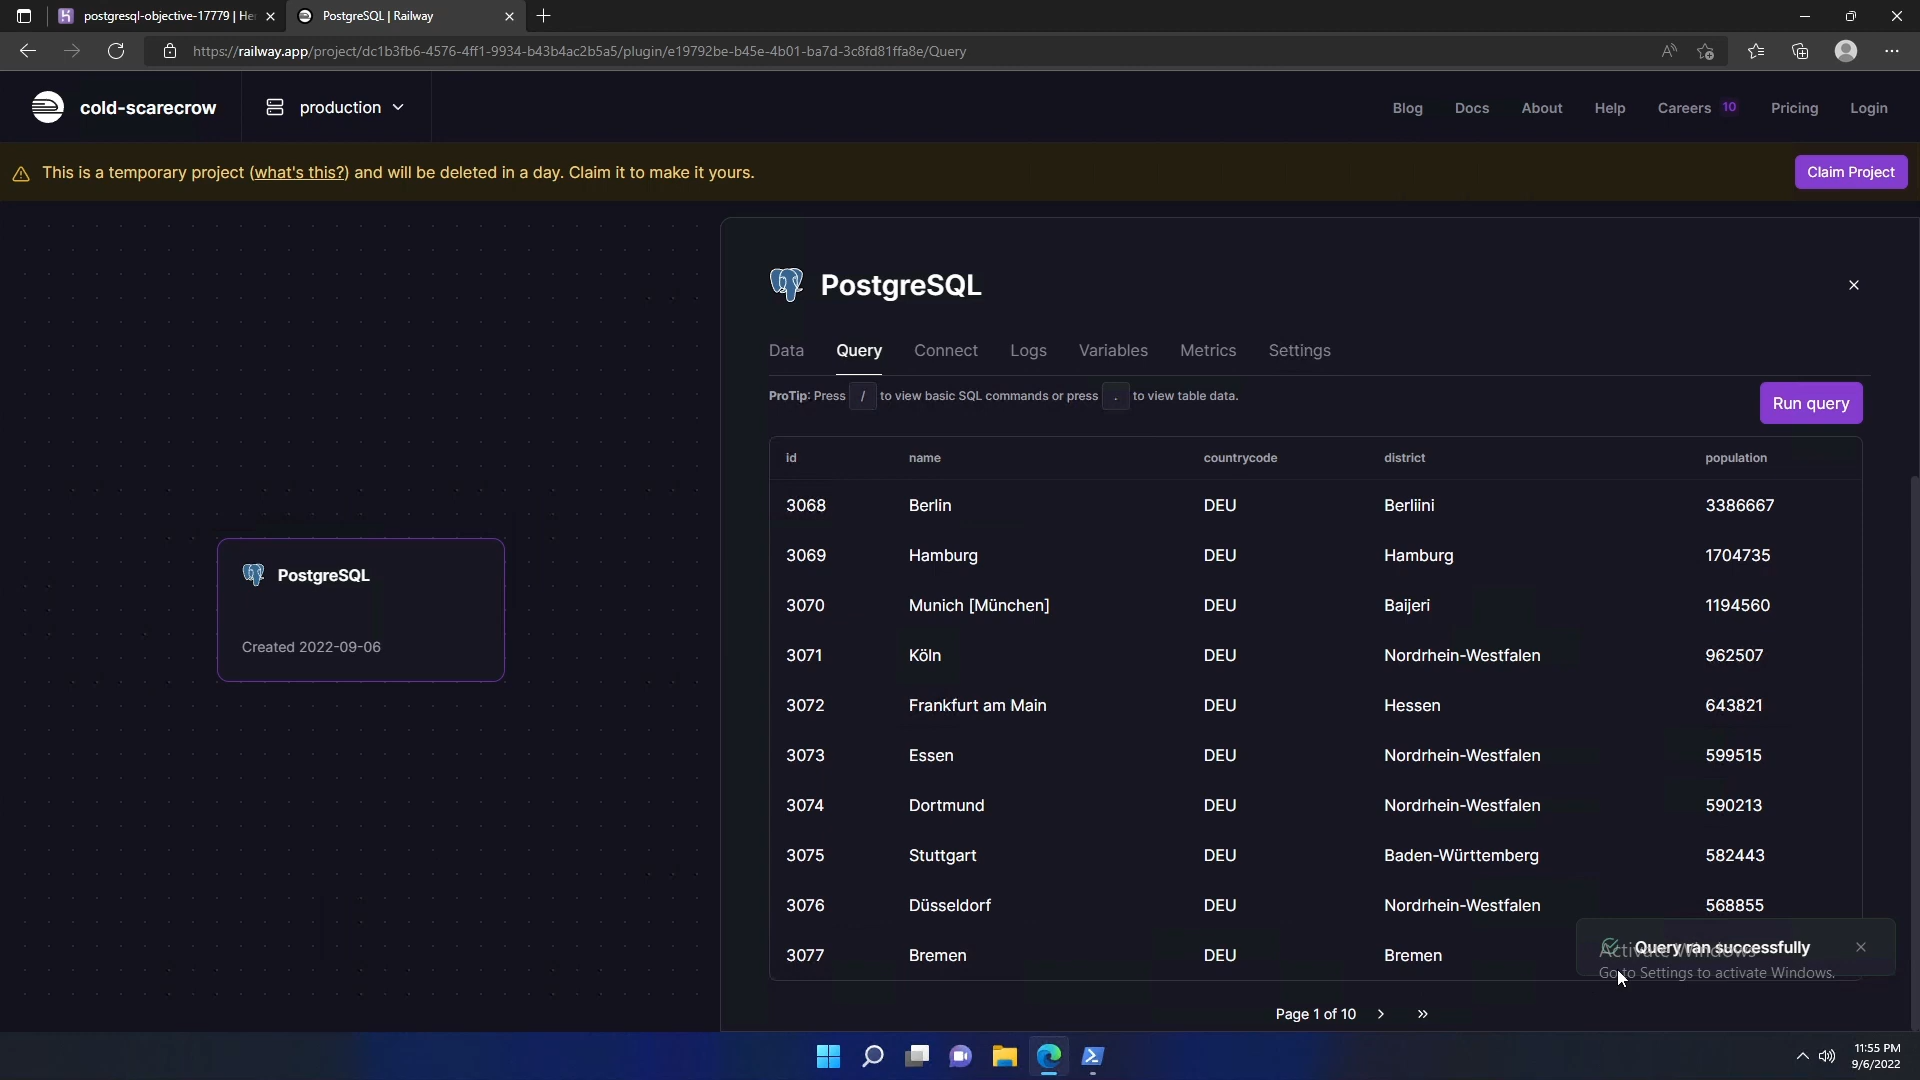 postgresql-objective-17779 | He
PostgreSQL | Railway
https://railway.app/project/dc1b3fb6-4576-4ff1-9934-b43b4ac2b5a5/plugin/e19792be-b45e-4b01-ba7d-3c8fd81ffa8e/Query
cold-scarecrow production Blog Docs About Help Careers 10 Pricing Login
This is a temporary project (what's this?) and will be deleted in a day. Claim it to make it yours. Claim Project
PostgreSQL
Created 2022-09-06
PostgreSQL
Data Query Connect Logs Variables Metrics Settings
ProTip: Press / to view basic SQL commands or press . to view table data.
Run query
id name countrycode district population
3068 Berlin DEU Berliini 3386667
3069 Hamburg DEU Hamburg 1704735
3070 Munich [München] DEU Baijeri 1194560
3071 Köln DEU Nordrhein-Westfalen 962507
3072 Frankfurt am Main DEU Hessen 643821
3073 Essen DEU Nordrhein-Westfalen 599515
3074 Dortmund DEU Nordrhein-Westfalen 590213
3075 Stuttgart DEU Baden-Württemberg 582443
3076 Düsseldorf DEU Nordrhein-Westfalen 568855
3077 Bremen DEU Bremen
Query ran successfully
Activate Windows
Go to Settings to activate Windows.
Page 1 of 10
11:55 PM
9/6/2022